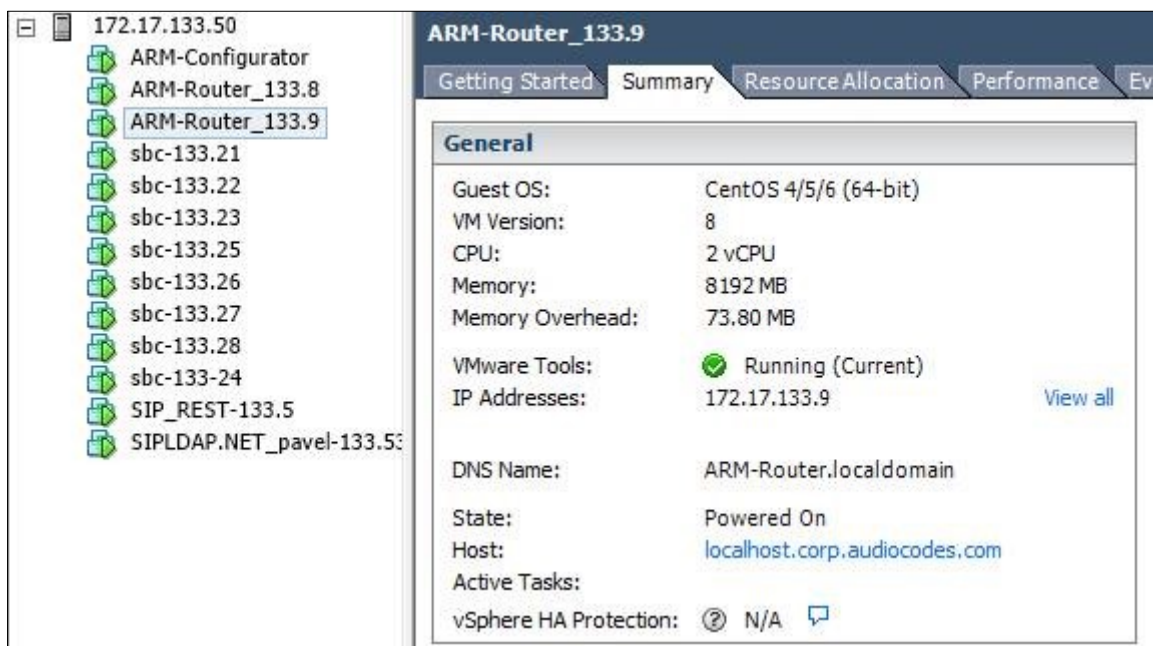 172.17.133.50
ARM-Configurator
ARM-Router_133.8
ARM-Router_133.9
sbc-133.21
sbc-133.22
sbc-133.23
sbc-133.25
sbc-133.26
sbc-133.27
sbc-133.28
sbc-133-24
SIP_REST-133.5
SIPLDAP.NET_pavel-133.53
ARM-Router_133.9
Getting Started Summary Resource Allocation Performance Ev
General
Guest OS: CentOS 4/5/6 (64-bit)
VM Version: 8
CPU: 2 vCPU
Memory: 8192 MB
Memory Overhead: 73.80 MB
VMware Tools: Running (Current)
IP Addresses: 172.17.133.9 View all
DNS Name: ARM-Router.localdomain
State: Powered On
Host: localhost.corp.audiocodes.com
Active Tasks:
vSphere HA Protection: N/A